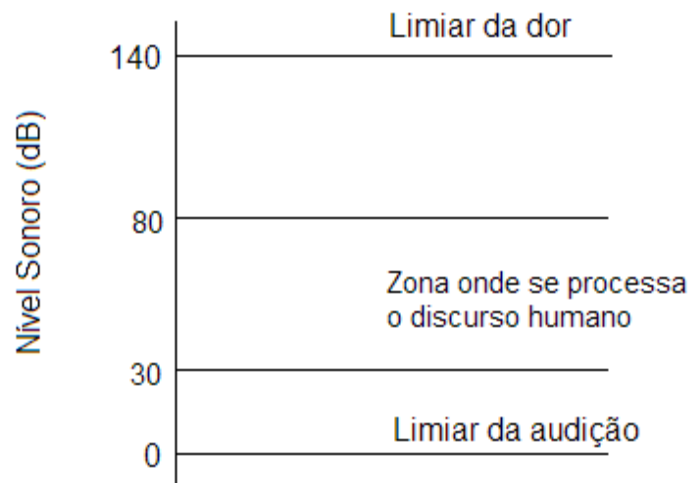 Limiar da dor
140
Nível Sonoro (dB)
80
Zona onde se processa
o discurso humano
30
Limiar da audição
0